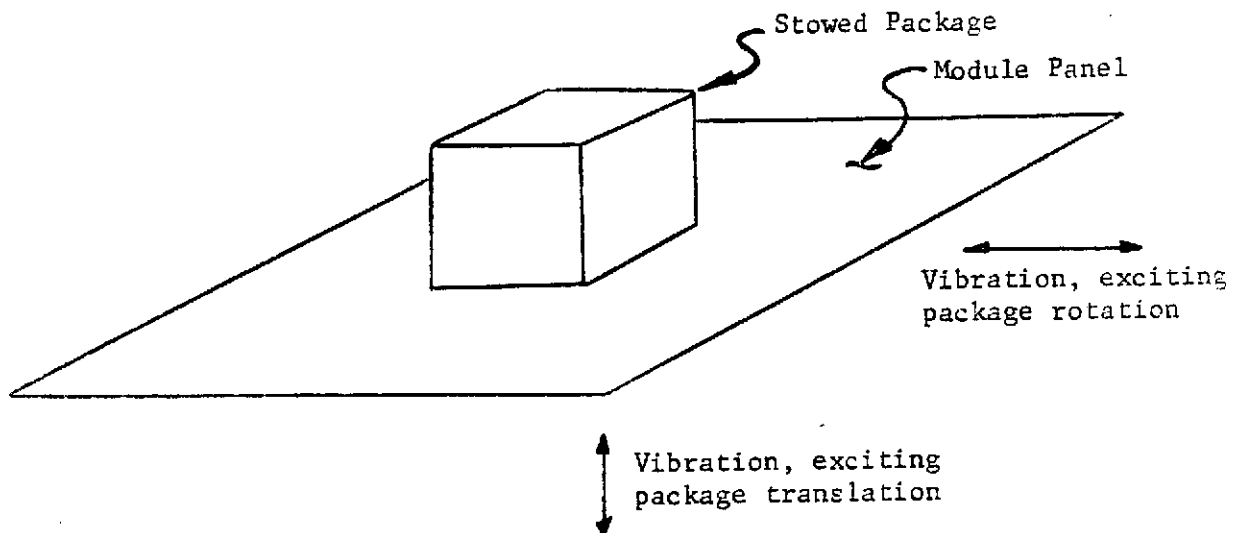 Stowed Package
Module Panel
Vibration, exciting
package rotation
Vibration, exciting
package translation